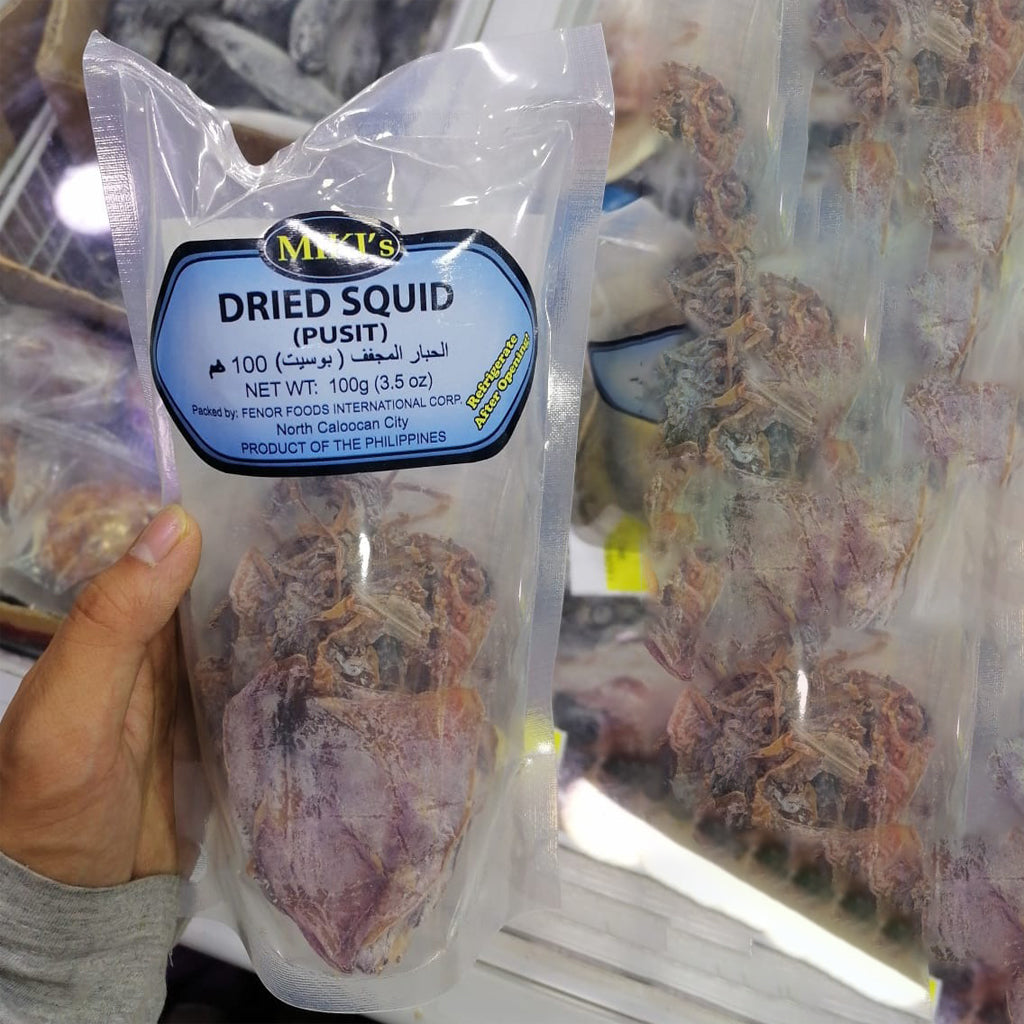 MIKI's
DRIED SQUID
(PUSIT)
الحبار المجفف ( بوسيت) 100 هم
NET WT: 100g (3.5 oz)
Packed by: FENOR FOODS INTERNATIONAL CORP.
North Caloocan City
PRODUCT OF THE PHILIPPINES
Refrigerate
After Opening!